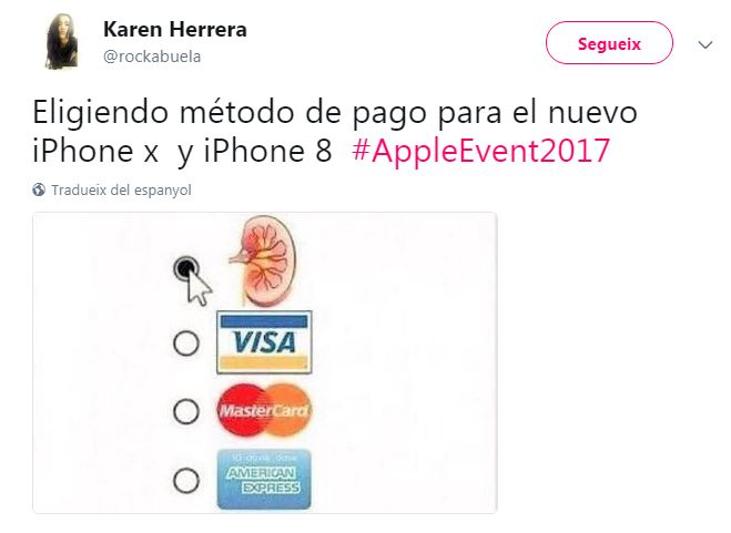 Karen Herrera
@rockabuela
Segueix
Eligiendo método de pago para el nuevo
iPhone x y iPhone 8 #AppleEvent2017
Tradueix del espanyol
VISA
MasterCard
AMERICAN
EXPRESS